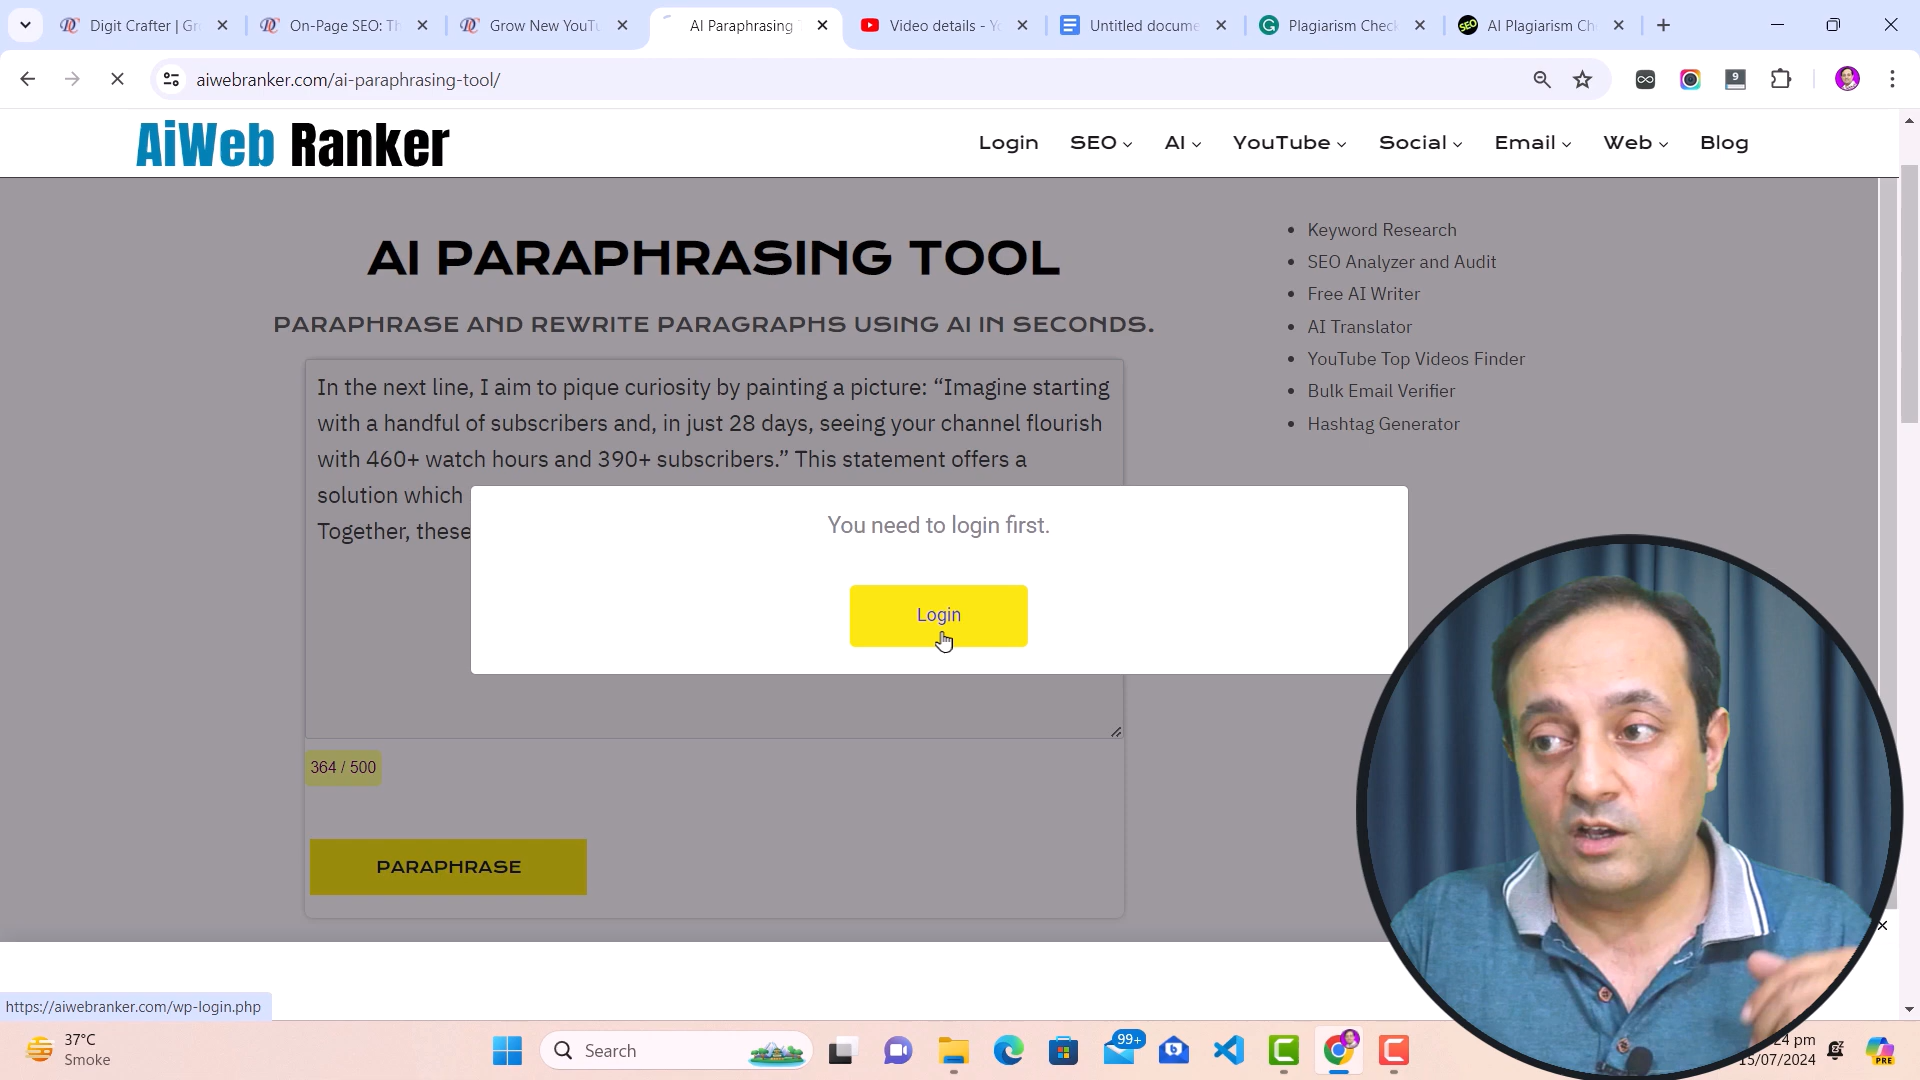 Digit Crafter | Gr
On-Page SEO: Th
Grow New YouTu
AI Paraphrasing T
Video details - Yo
Untitled docume
Plagiarism Check
AI Plagiarism Ch
aiwebranker.com/ai-paraphrasing-tool/
9
AiWeb Ranker
Login
SEO
AI
YouTube
Social
Email
Web
Blog
AI PARAPHRASING TOOL
PARAPHRASE AND REWRITE PARAGRAPHS USING AI IN SECONDS.
Keyword Research
SEO Analyzer and Audit
Free AI Writer
AI Translator
YouTube Top Videos Finder
Bulk Email Verifier
Hashtag Generator
In the next line, I aim to pique curiosity by painting a picture: “Imagine starting
with a handful of subscribers and, in just 28 days, seeing your channel flourish
with 460+ watch hours and 390+ subscribers.” This statement offers a
solution which
Together, these
You need to login first.
Login
364 / 500
PARAPHRASE
https://aiwebranker.com/wp-login.php
37°C
Smoke
Search
99+
24 pm
15/07/2024
PRE